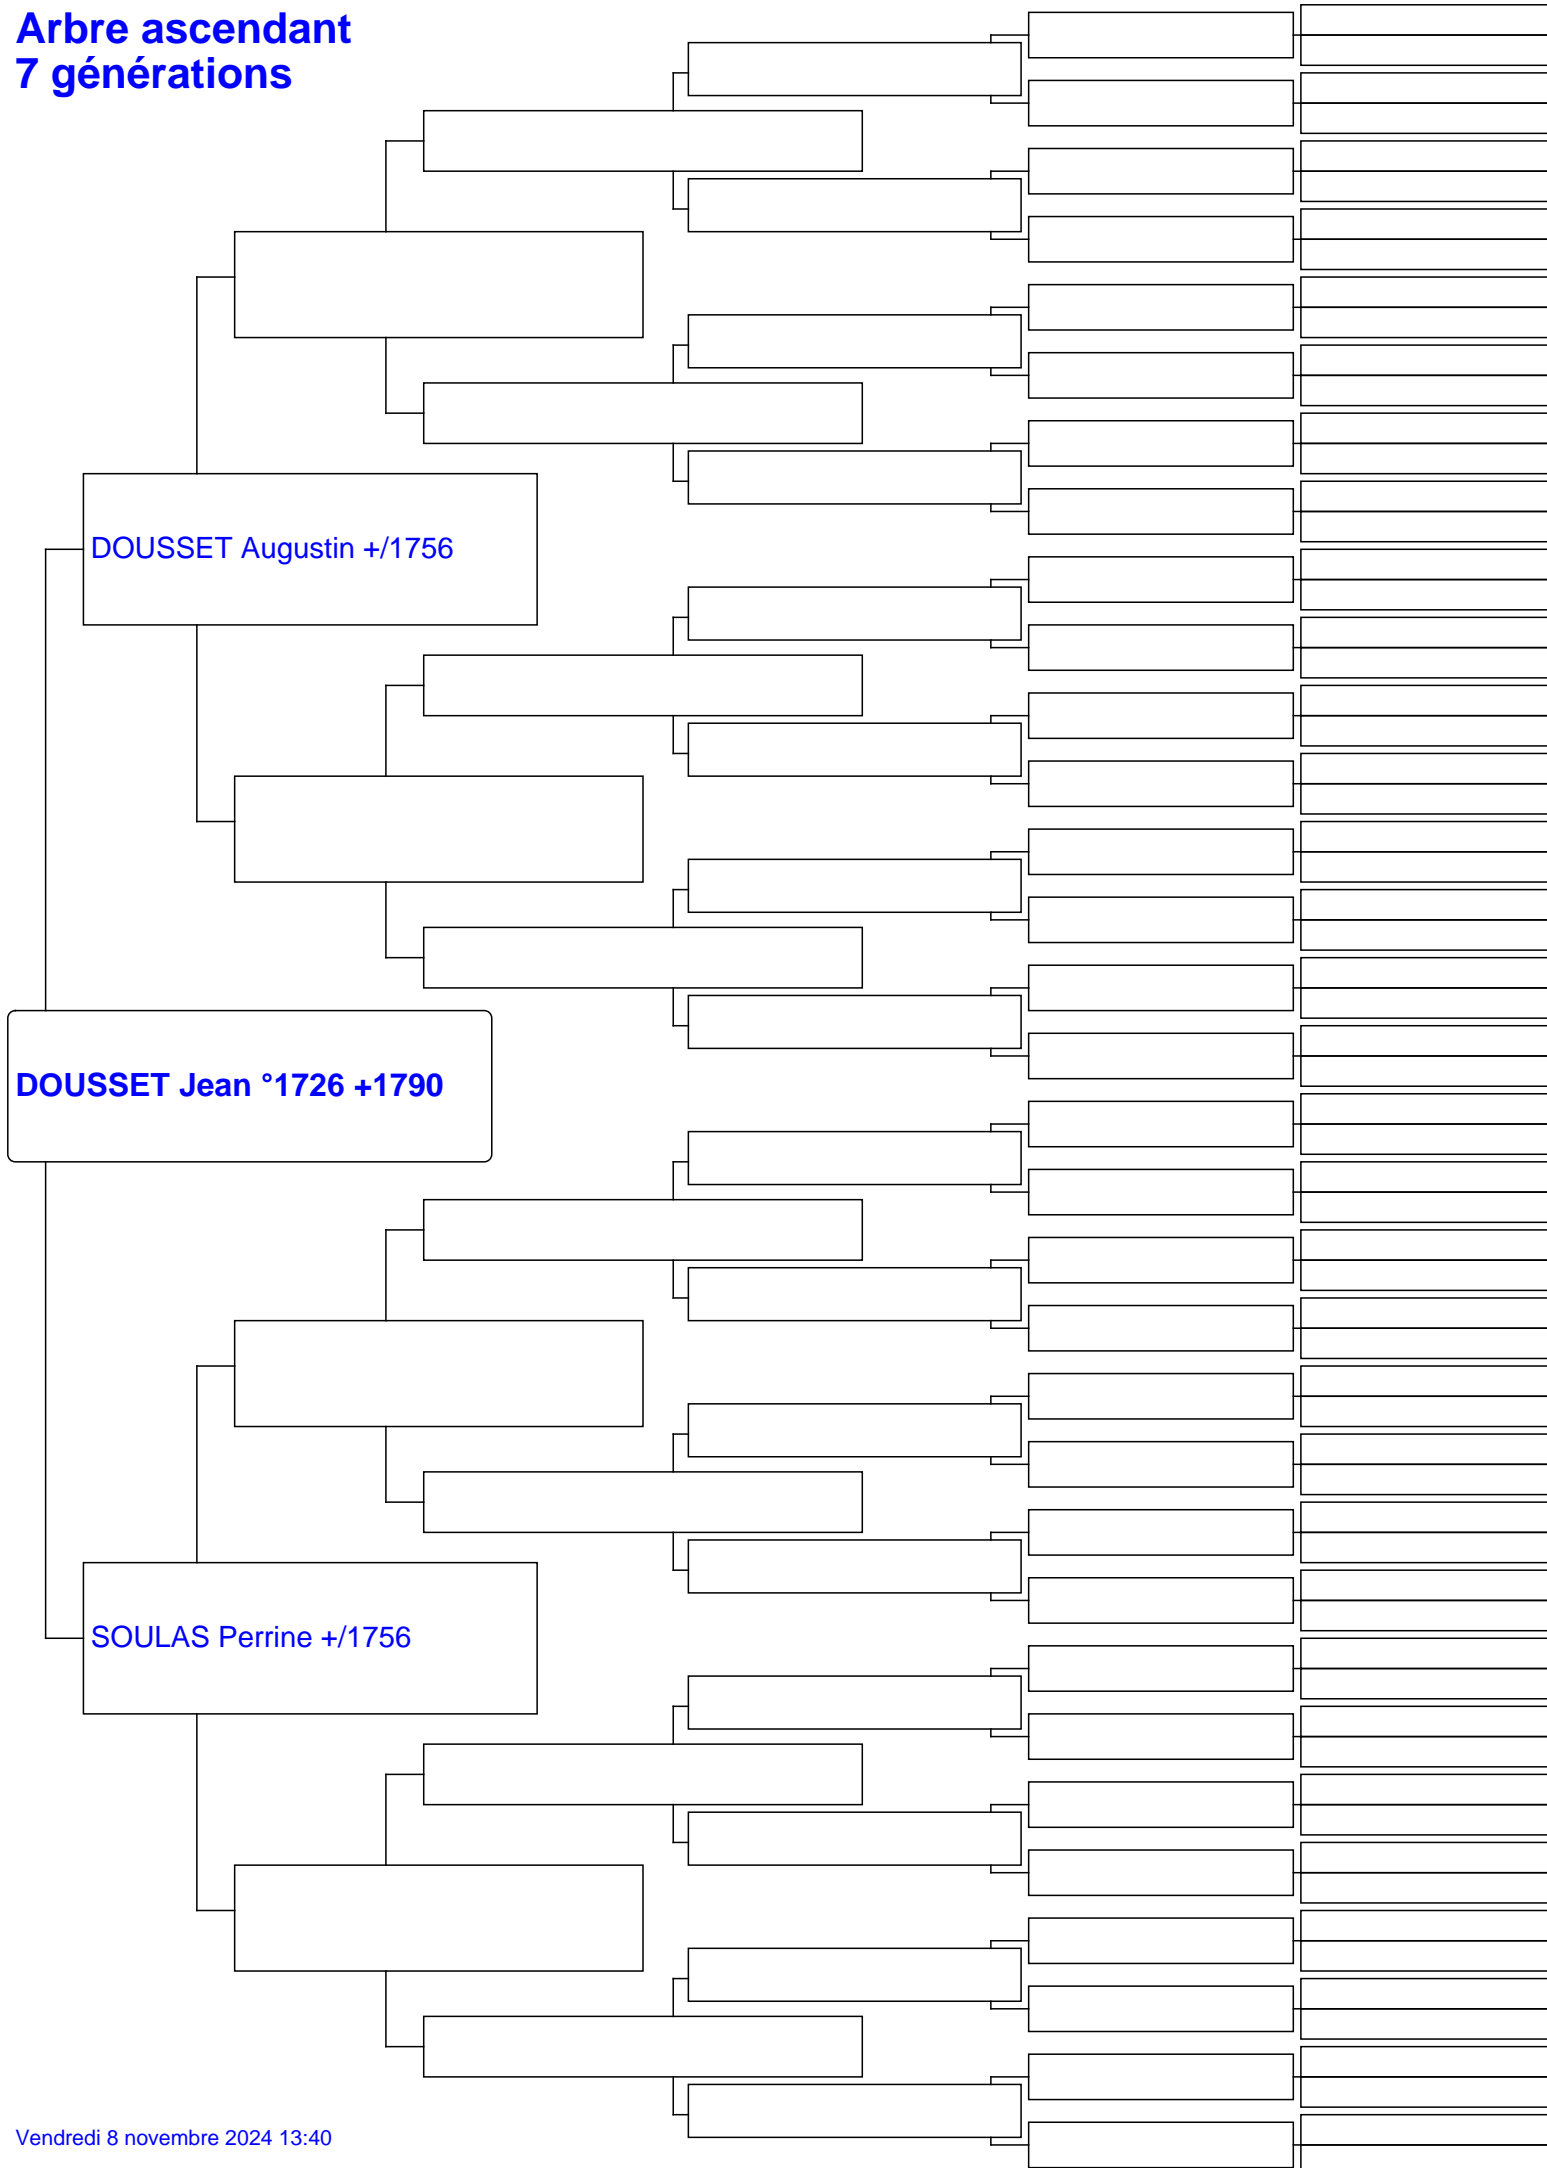 Arbre ascendant
7 générations
DOUSSET Augustin +/1756
DOUSSET Jean °1726 +1790
SOULAS Perrine +/1756
Vendredi 8 novembre 2024 13:40